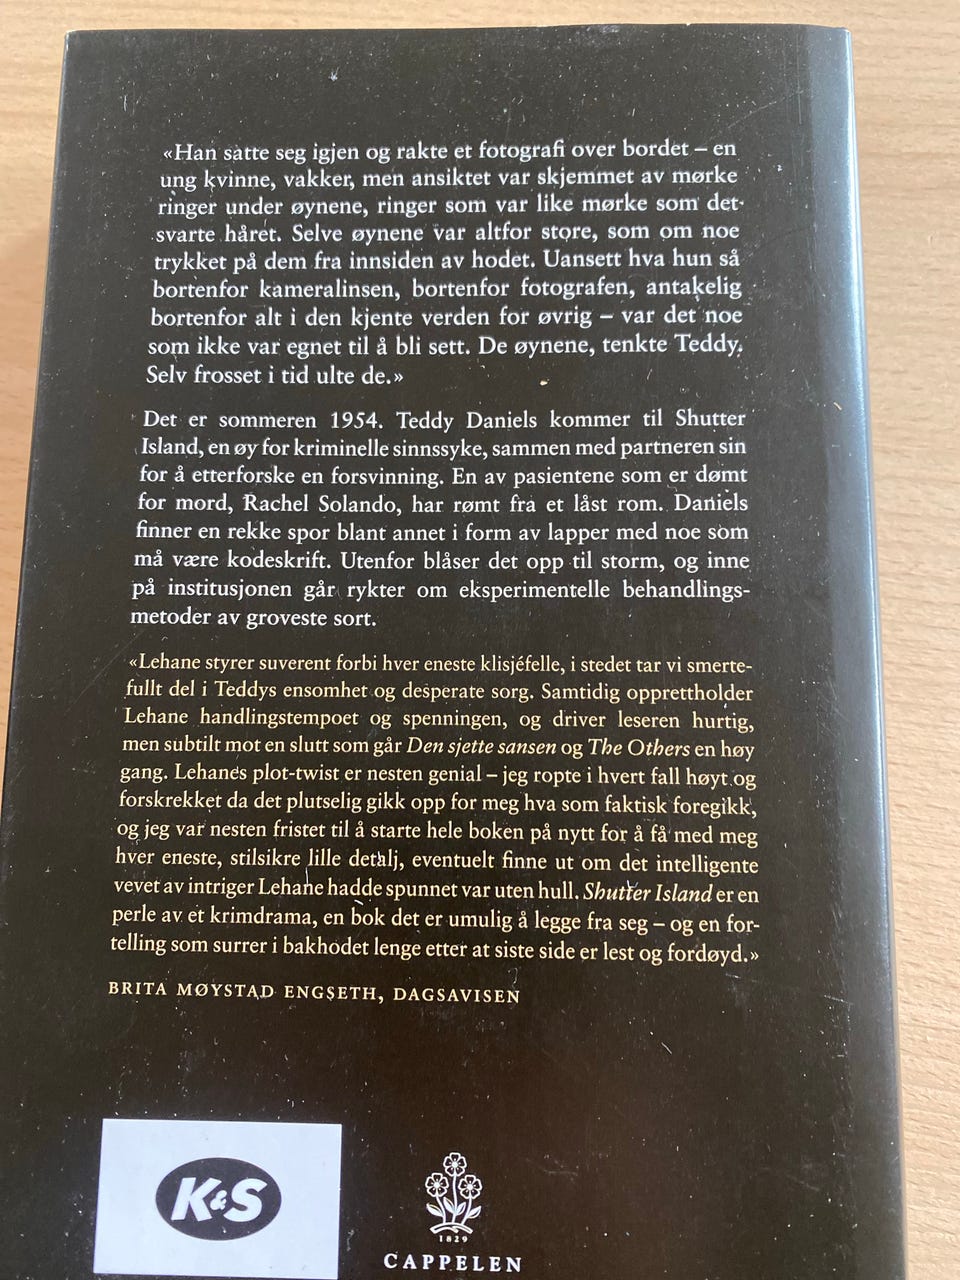 «Han satte seg igjen og rakte et fotografi over bordet – en
ung kvinne, vakker, men ansiktet var skjemmet av mørke
ringer under øynene, ringer som var like mørke som det
svarte håret. Selve øynene var altfor store, som om noe
trykket på dem fra innsiden av hodet. Uansett hva hun så
bortenfor kameralinsen, bortenfor fotografen, antakelig
bortenfor alt i den kjente verden for øvrig – var det noe
som ikke var egnet til å bli sett. De øynene, tenkte Teddy.
Selv frosset i tid ulte de.»
Det er sommeren 1954. Teddy Daniels kommer til Shutter
Island, en øy for kriminelle sinnssyke, sammen med partneren sin
for å etterforske en forsvinning. En av pasientene som er dømt
for mord, Rachel Solando, har rømt fra et låst rom. Daniels
finner en rekke spor blant annet i form av lapper med noe som
må være kodeskrift. Utenfor blåser det opp til storm, og inne
på institusjonen går rykter om eksperimentelle behandlings-
metoder av groveste sort.
«Lehane styrer suverent forbi hver eneste klisjéfelle, i stedet tar vi smerte-
fullt del i Teddys ensomhet og desperate sorg. Samtidig opprettholder
Lehane handlingstempoet og spenningen, og driver leseren hurtig,
men subtilt mot en slutt som går Den sjette sansen og The Others en høy
gang. Lehanes plot-twist er nesten genial – jeg ropte i hvert fall høyt og
forskrekket da det plutselig gikk opp for meg hva som faktisk foregikk,
og jeg var nesten fristet til å starte hele boken på nytt for å få med meg
hver eneste, stilsikre lille detalj, eventuelt finne ut om det intelligente
vevet av intriger Lehane hadde spunnet var uten hull. Shutter Island er en
perle av et krimdrama, en bok det er umulig å legge fra seg – og en for-
telling som surrer i bakhodet lenge etter at siste side er lest og fordøyd.»
BRITA MØYSTAD ENGSETH, DAGSAVISEN
K&S
1829
CAPPELEN